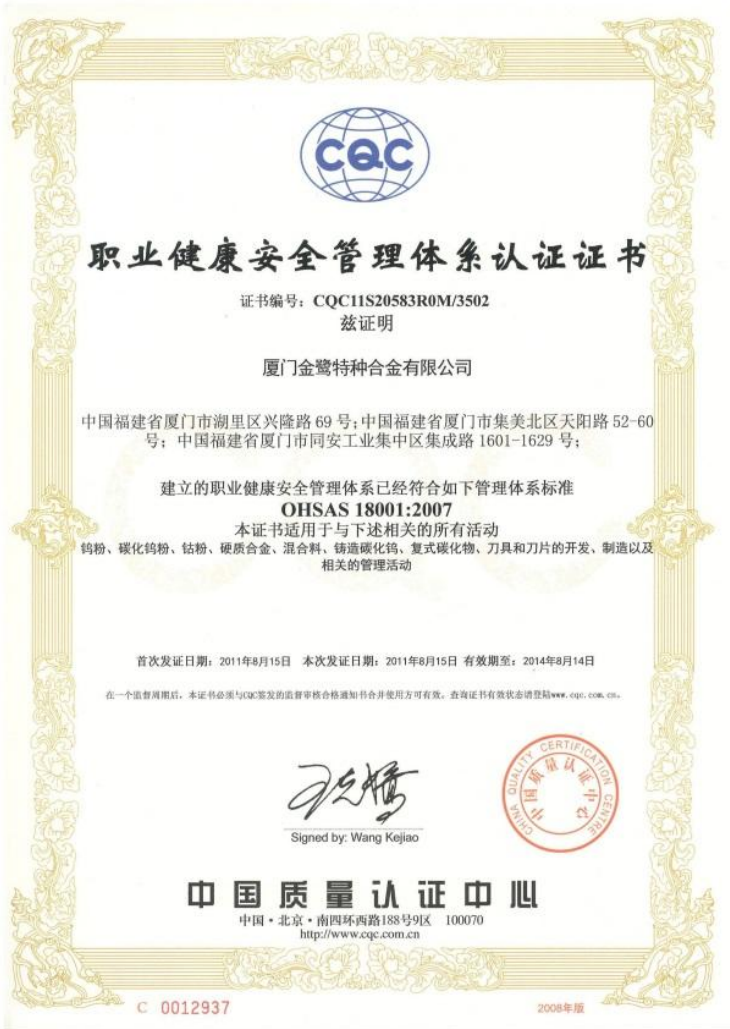 CQC
职业健康安全管理体系认证证书
证书编号：CQC11S20583R0M/3502
兹证明
厦门金鹭特种合金有限公司
中国福建省厦门市湖里区兴隆路 69 号;中国福建省厦门市集美北区天阳路 52-60
号；中国福建省厦门市同安工业集中区集成路 1601-1629 号；
建立的职业健康安全管理体系已经符合如下管理体系标准
OHSAS 18001:2007
本证书适用于与下述相关的所有活动
钨粉、碳化钨粉、钴粉、硬质合金、混合料、铸造碳化钨、复式碳化物、刀具和刀片的开发、制造以及
相关的管理活动
首次发证日期：2011年8月15日 本次发证日期：2011年8月15日 有效期至：2014年8月14日
在一个监督周期后，本证书必须与CQC签发的监督审核合格通知书合并使用方可有效。查询证书有效状态请登陆www.cqc.com.cn。
CHINA QUALITY CERTIFICATION CENTRE
中国质量认证中心
Signed by: Wang Kejiao
中国质量认证中心
中国·北京·南四环西路188号9区 100070
http://www.cqc.com.cn
C 0012937
2008年版